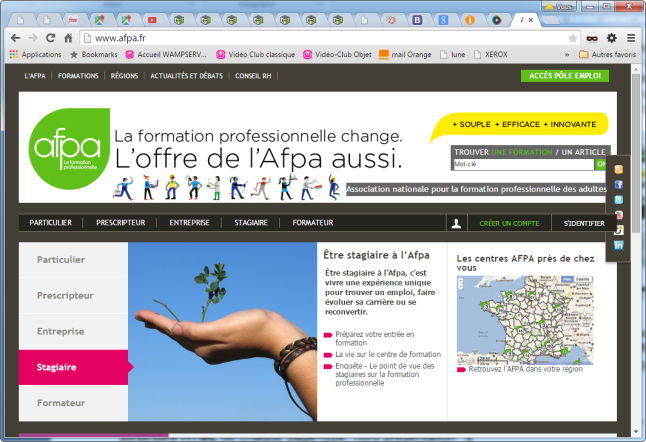 Vous
www.afpa.fr
Applications Bookmarks Accueil WAMPSERV... Vidéo Club classique Vidéo-Club Objet mail Orange lune XEROX » Autres favoris
L'AFPA FORMATIONS RÉGIONS ACTUALITÉS ET DÉBATS CONSEIL RH ACCÈS PÔLE EMPLOI
+ SOUPLE + EFFICACE + INNOVANTE
afpa
La formation professionnelle
La formation professionnelle change.
L'offre de l'Afpa aussi.
TROUVER UNE FORMATION / UN ARTICLE
Mot-clé OK
Association nationale pour la formation professionnelle des adultes
PARTICULIER PRESCRIPTEUR ENTREPRISE STAGIAIRE FORMATEUR CRÉER UN COMPTE S'IDENTIFIER
Particulier
Prescripteur
Entreprise
Stagiaire
Formateur
Être stagiaire à l'Afpa
Être stagiaire à l'Afpa, c'est
vivre une expérience unique
pour trouver un emploi, faire
évoluer sa carrière ou se
reconvertir.
Préparez votre entrée en
formation
La vie sur le centre de formation
Enquête - Le point de vue des
stagiaires sur la formation
professionnelle
Les centres AFPA près de chez
vous
Retrouvez l'AFPA dans votre région